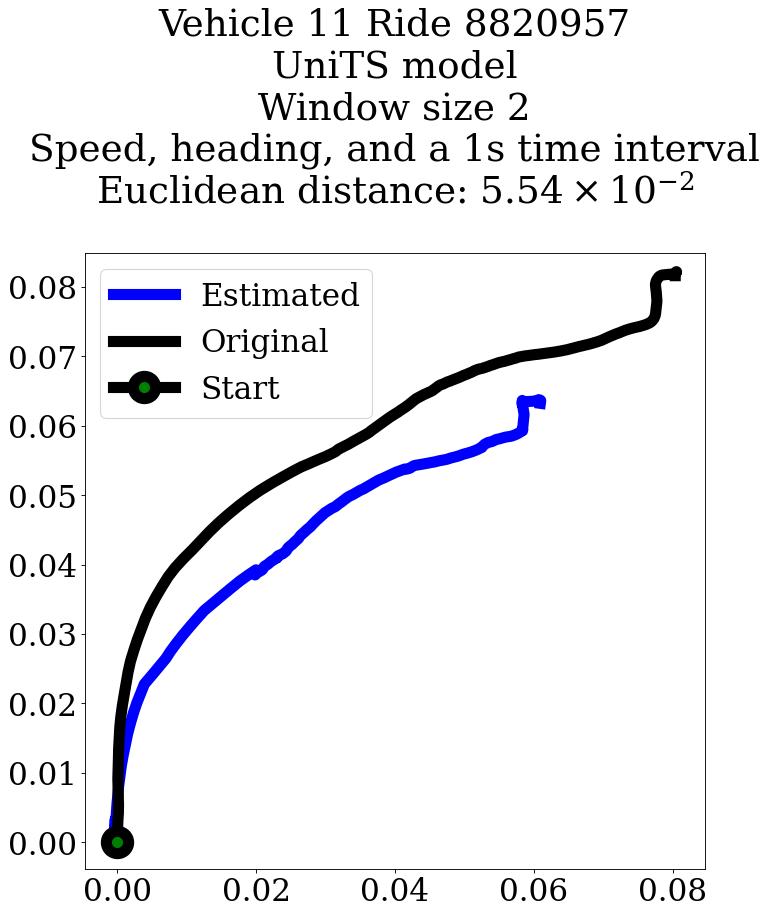 Vehicle 11 Ride 8820957
UniTS model
Window size 2
Speed, heading, and a 1s time interval
Euclidean distance: 5.54 × 10⁻²
Estimated
Original
Start
0.08
0.07
0.06
0.05
0.04
0.03
0.02
0.01
0.00
0.00 0.02 0.04 0.06 0.08